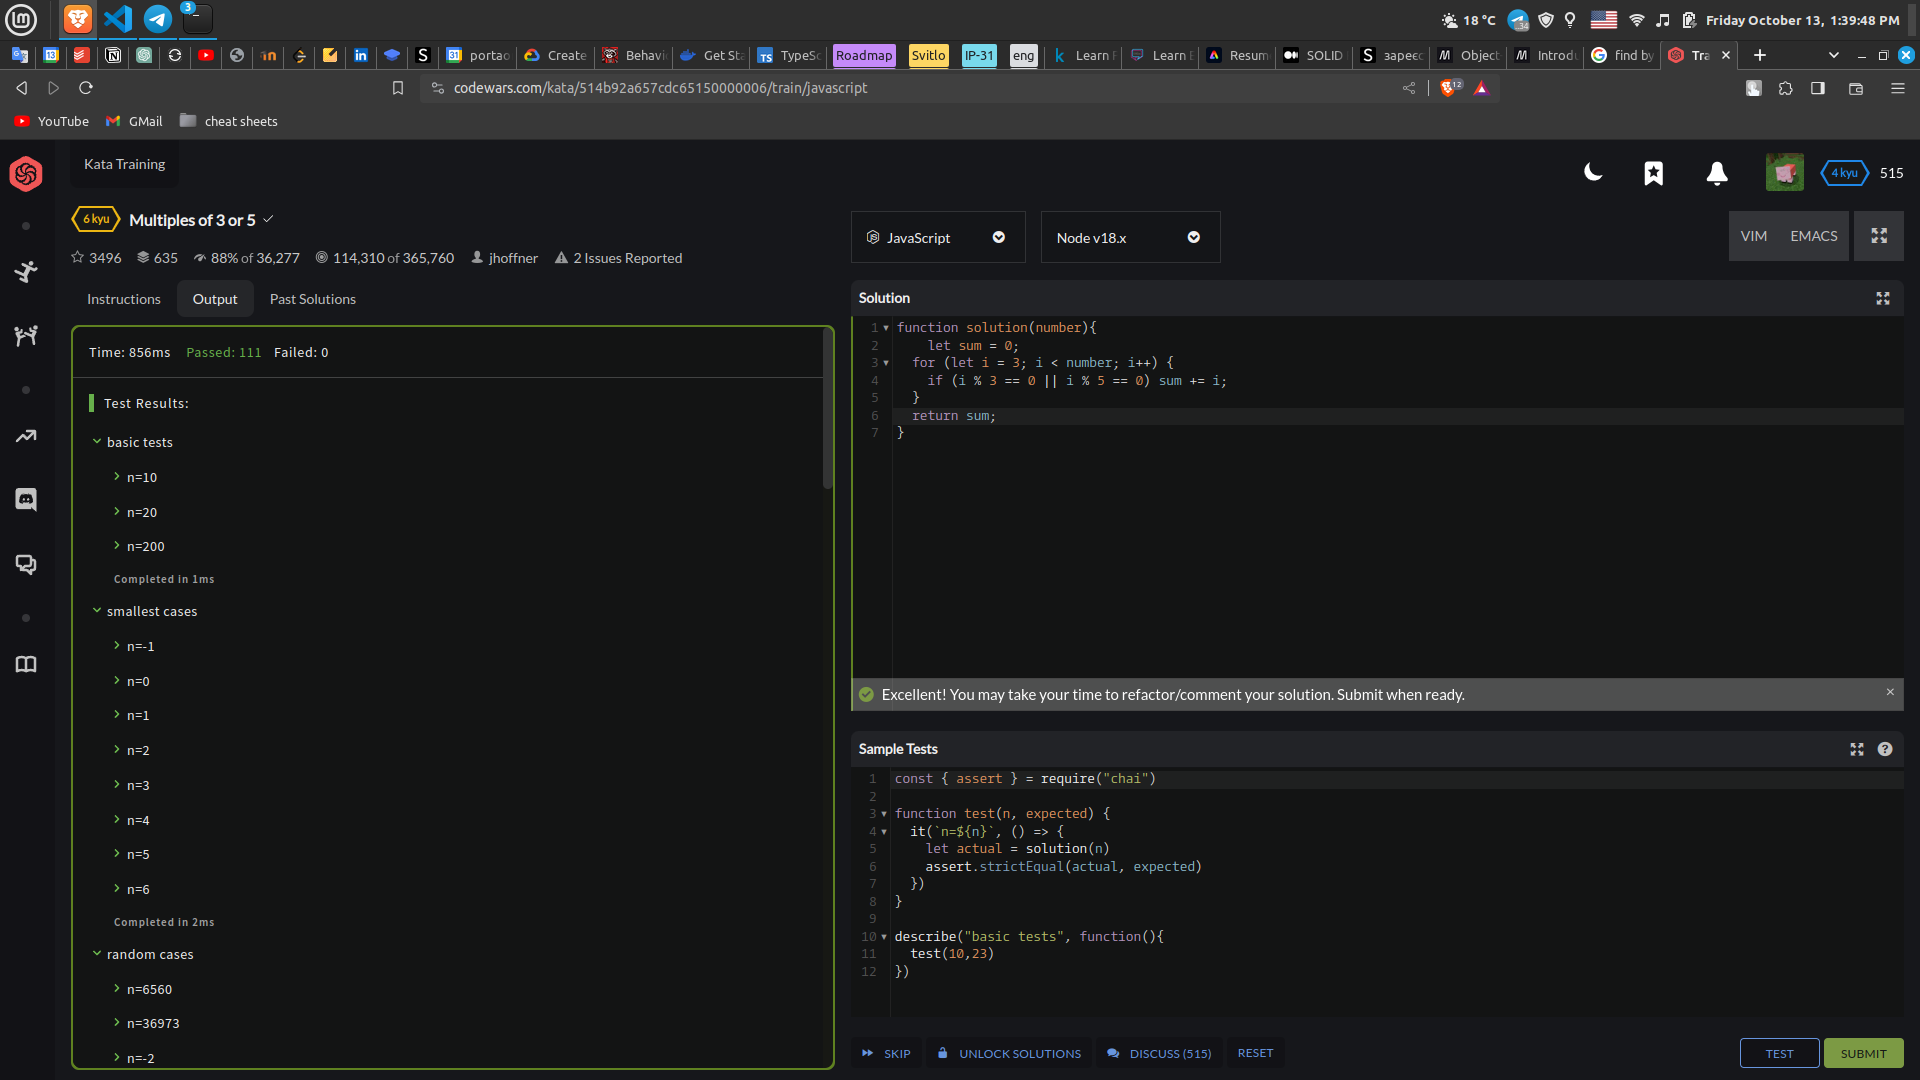 3
18 °C
34
Friday October 13, 1:39:48 PM
13
31
portao
Create
Behavi
Get Sta
TS
TypeSc
Roadmap
Svitlo
IP-31
eng
Learn F
Learn E
Resum
SOLID
aapeec
Object
Introdu
find by
Tra
codewars.com/kata/514b92a657cdc65150000006/train/javascript
12
YouTube
GMail
cheat sheets
Kata Training
4 kyu
515
6 kyu
Multiples of 3 or 5
3496
635
88% of 36,277
114,310 of 365,760
jhoffner
2 Issues Reported
JavaScript
Node v18.x
VIM
EMACS
Instructions
Output
Past Solutions
Time: 856ms
Passed: 111
Failed: 0
Test Results:
basic tests
n=10
n=20
n=200
Completed in 1ms
smallest cases
n=-1
n=0
n=1
n=2
n=3
n=4
n=5
n=6
Completed in 2ms
random cases
n=6560
n=36973
n=-2
Solution
1 function solution(number){
2 let sum = 0;
3 for (let i = 3; i < number; i++) {
4 if (i % 3 == 0 || i % 5 == 0) sum += i;
5 }
6 return sum;
7 }
Excellent! You may take your time to refactor/comment your solution. Submit when ready.
Sample Tests
1 const { assert } = require("chai")
2
3 function test(n, expected) {
4 it(`n=${n}`, () => {
5 let actual = solution(n)
6 assert.strictEqual(actual, expected)
7 })
8 }
9
10 describe("basic tests", function(){
11 test(10,23)
12 })
SKIP
UNLOCK SOLUTIONS
DISCUSS (515)
RESET
TEST
SUBMIT